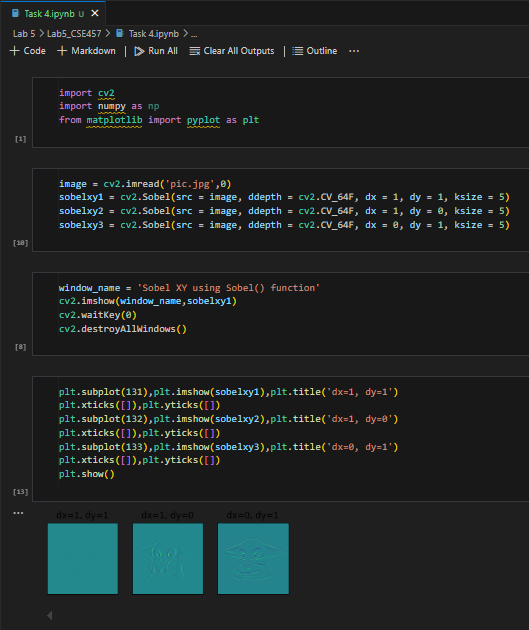 Task 4.ipynb U
Lab 5 > Lab5_CSE457 > Task 4.ipynb > ...
+ Code + Markdown | Run All Clear All Outputs | Outline ...
import cv2
import numpy as np
from matplotlib import pyplot as plt
[1]
image = cv2.imread('pic.jpg',0)
sobelxy1 = cv2.Sobel(src = image, ddepth = cv2.CV_64F, dx = 1, dy = 1, ksize = 5)
sobelxy2 = cv2.Sobel(src = image, ddepth = cv2.CV_64F, dx = 1, dy = 0, ksize = 5)
sobelxy3 = cv2.Sobel(src = image, ddepth = cv2.CV_64F, dx = 0, dy = 1, ksize = 5)
[10]
window_name = 'Sobel XY using Sobel() function'
cv2.imshow(window_name,sobelxy1)
cv2.waitKey(0)
cv2.destroyAllWindows()
[8]
plt.subplot(131),plt.imshow(sobelxy1),plt.title('dx=1, dy=1')
plt.xticks([]),plt.yticks([])
plt.subplot(132),plt.imshow(sobelxy2),plt.title('dx=1, dy=0')
plt.xticks([]),plt.yticks([])
plt.subplot(133),plt.imshow(sobelxy3),plt.title('dx=0, dy=1')
plt.xticks([]),plt.yticks([])
plt.show()
[13]
...
dx=1, dy=1 dx=1, dy=0 dx=0, dy=1